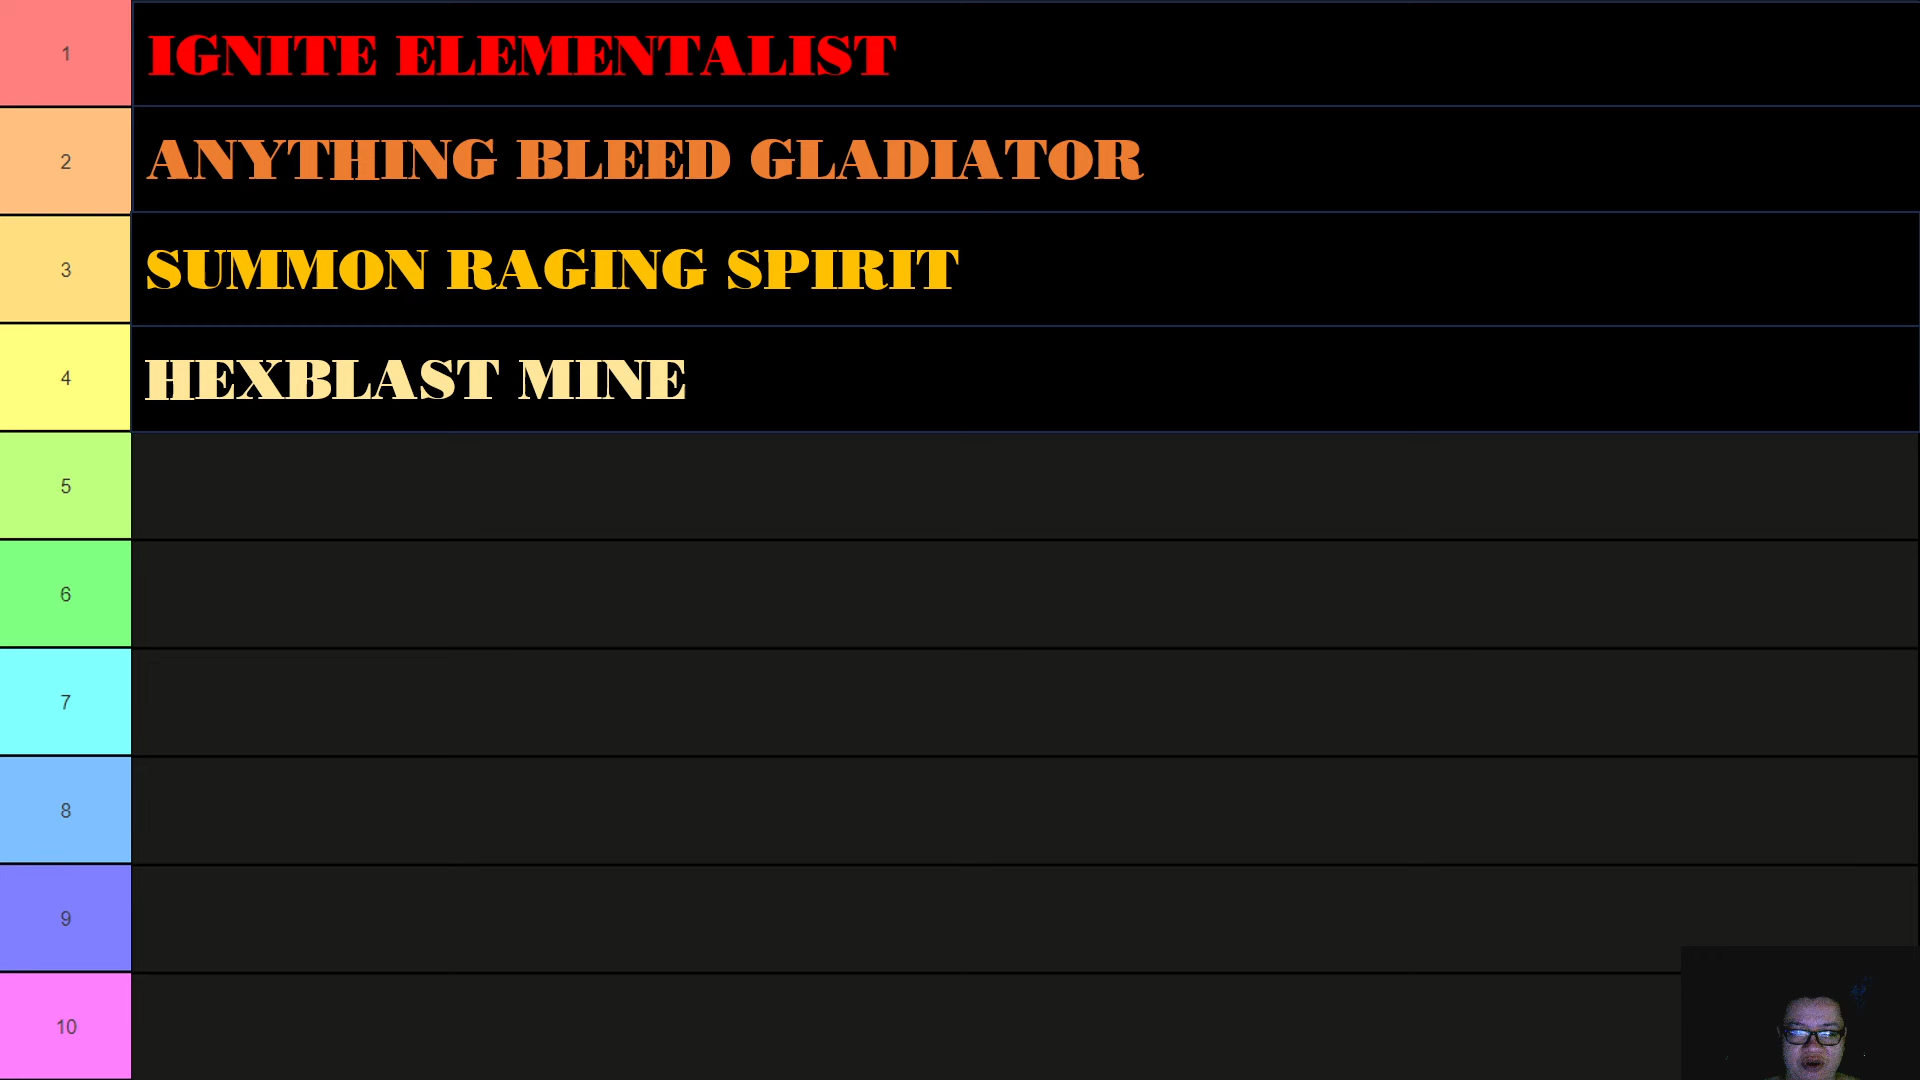 1
IGNITE ELEMENTALIST
2
ANYTHING BLEED GLADIATOR
3
SUMMON RAGING SPIRIT
4
HEXBLAST MINE
5
6
7
8
9
10